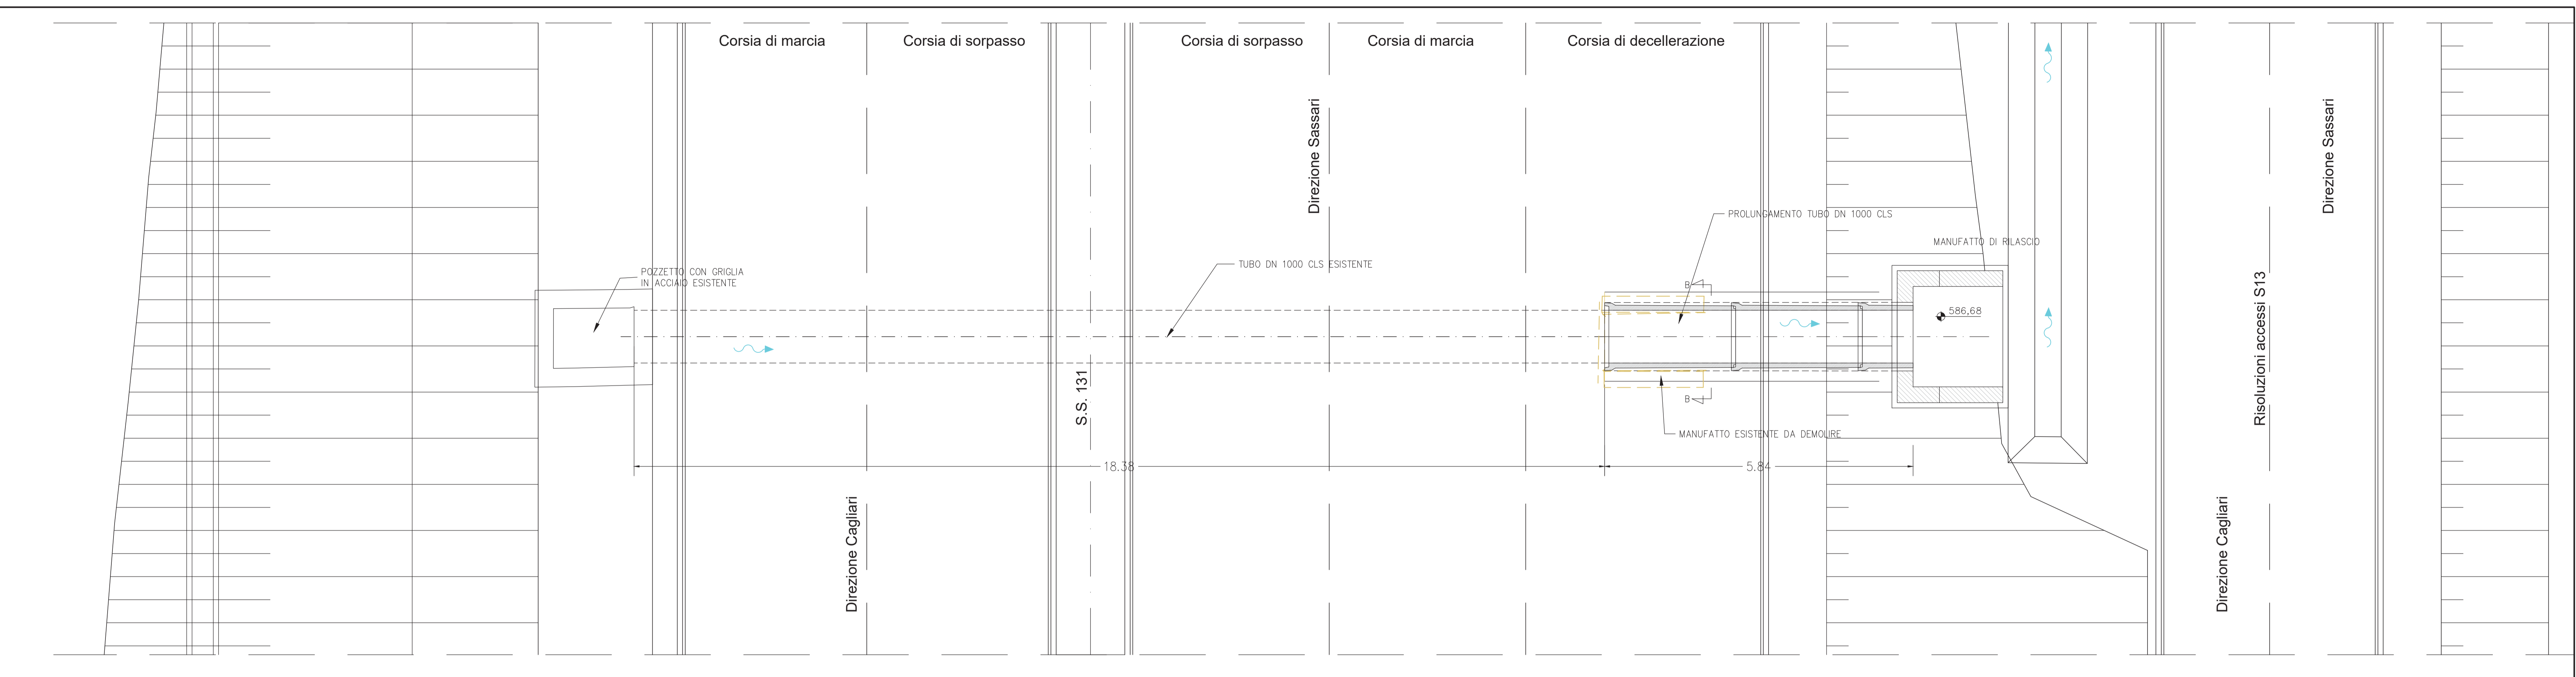 Corsia di marcia
Corsia di sorpasso
Corsia di sorpasso
Corsia di marcia
Corsia di decellerazione
Direzione Sassari
Direzione Sassari
PROLUNGAMENTO TUBO DN 1000 CLS
MANUFATTO DI RILASCIO
TUBO DN 1000 CLS ESISTENTE
POZZETTO CON GRIGLIA
IN ACCIAIO ESISTENTE
B
586,68
Risoluzioni accessi S13
S.S. 131
B
MANUFATTO ESISTENTE DA DEMOLIRE
18.38
5.84
Direzione Cagliari
Direzione Cagliari